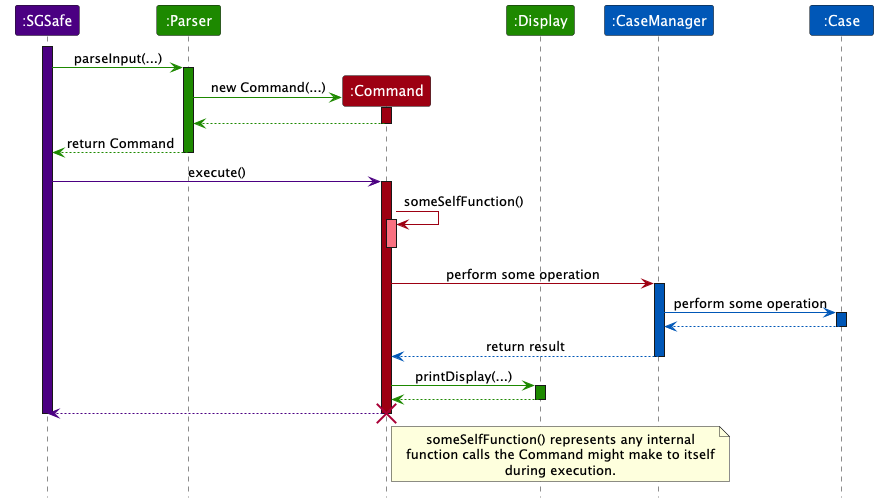 :SGSafe
:Parser
:Display
:CaseManager
:Case
parseInput(...)
new Command(...)
:Command
return Command
execute()
someSelfFunction()
perform some operation
perform some operation
return result
printDisplay(...)
someSelfFunction() represents any internal
function calls the Command might make to itself
during execution.